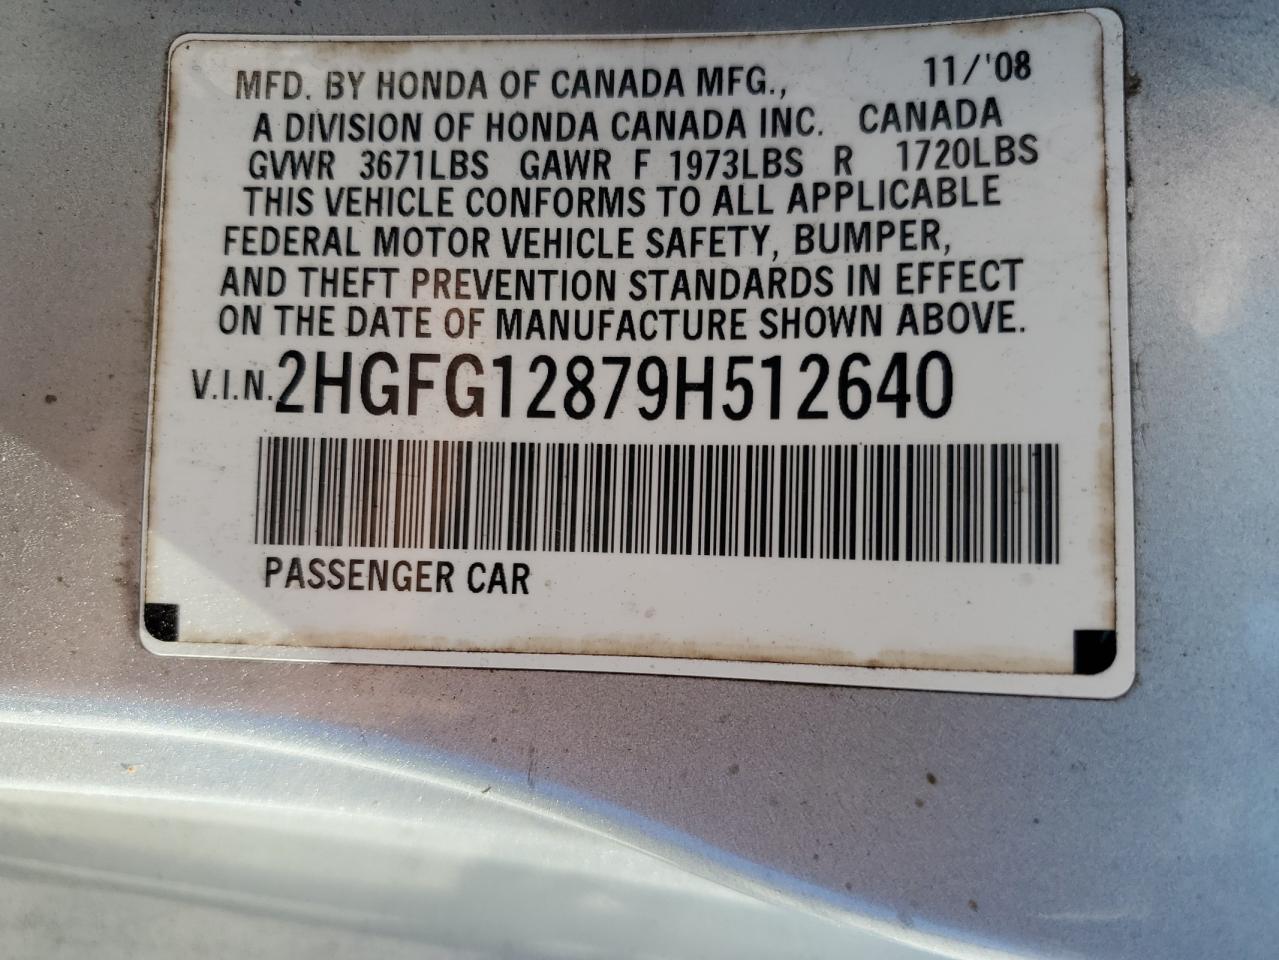 MFD. BY HONDA OF CANADA MFG., 11/'08
A DIVISION OF HONDA CANADA INC. CANADA
GVWR 3671LBS GAWR F 1973LBS R 1720LBS
THIS VEHICLE CONFORMS TO ALL APPLICABLE
FEDERAL MOTOR VEHICLE SAFETY, BUMPER,
AND THEFT PREVENTION STANDARDS IN EFFECT
ON THE DATE OF MANUFACTURE SHOWN ABOVE.
V.I.N. 2HGFG12879H512640
PASSENGER CAR